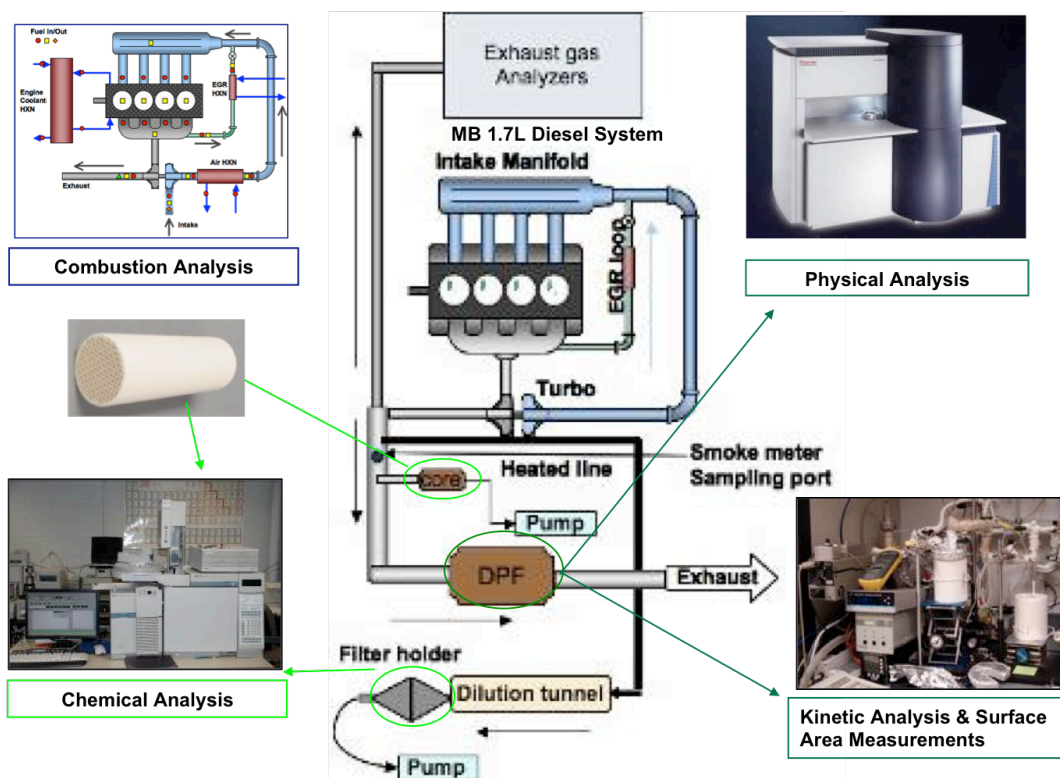 Fuel In/Out
Engine
Coolant
HXN
EGR
HXN
Air HXN
Exhaust
Intake
Combustion Analysis
Exhaust gas
Analyzers
MB 1.7L Diesel System
Intake Manifold
EGR loop
Turbo
Smoke meter
Sampling port
Heated line
core
Pump
DPF
Exhaust
Filter holder
Dilution tunnel
Pump
Physical Analysis
Chemical Analysis
Kinetic Analysis & Surface
Area Measurements